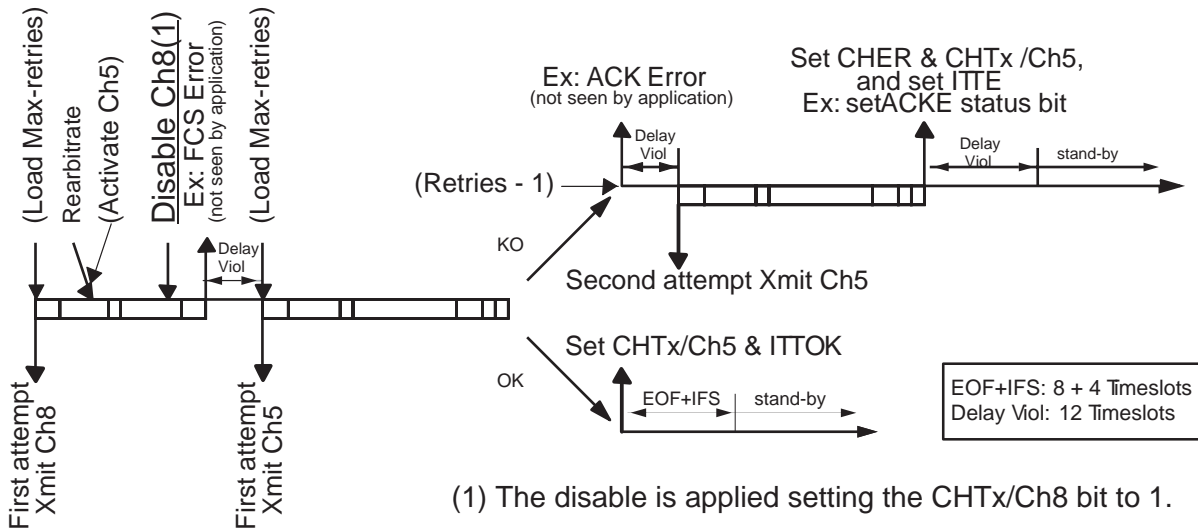 (Load Max-retries)
Rearbitrate
(Activate Ch5)
Disable Ch8(1)
Ex: FCS Error
(not seen by application)
(Load Max-retries)
Delay
Viol
First attempt
Xmit Ch8
First attempt
Xmit Ch5
KO
OK
(Retries - 1)
Ex: ACK Error
(not seen by application)
Delay
Viol
Second attempt Xmit Ch5
Set CHER & CHTx /Ch5,
and set ITTE
Ex: setACKE status bit
Delay
Viol
stand-by
Set CHTx/Ch5 & ITTOK
EOF+IFS
stand-by
EOF+IFS: 8 + 4 Timeslots
Delay Viol: 12 Timeslots
(1) The disable is applied setting the CHTx/Ch8 bit to 1.